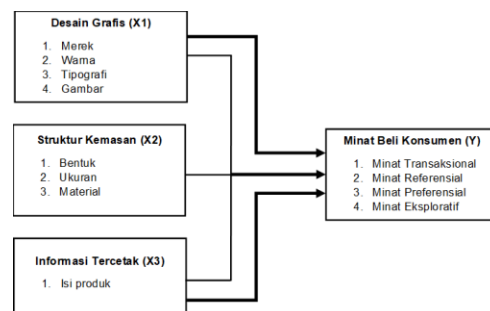 Desain Grafis (X1)
1. Merek
2. Warna
3. Tipografi
4. Gambar
Struktur Kemasan (X2)
1. Bentuk
2. Ukuran
3. Material
Minat Beli Konsumen (Y)
1. Minat Transaksional
2. Minat Referensial
3. Minat Preferensial
4. Minat Eksploratif
Informasi Tercetak (X3)
1. Isi produk